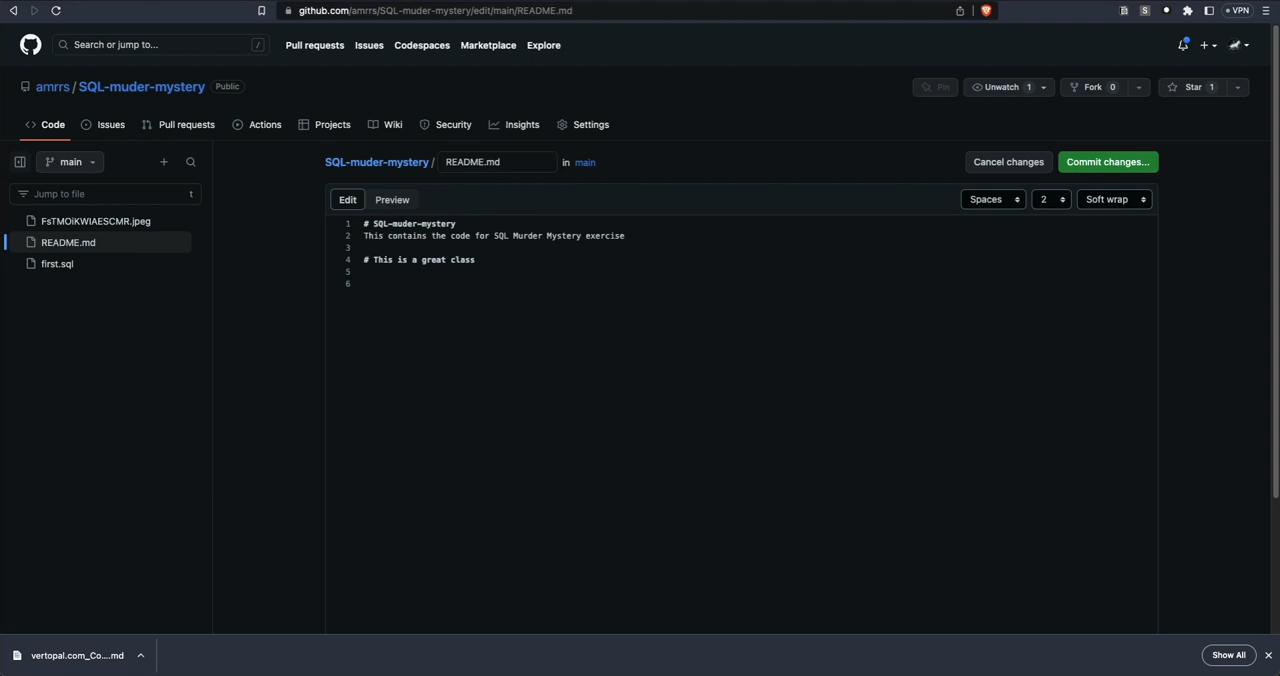 github.com/amrrs/SQL-muder-mystery/edit/main/README.md
VPN
Search or jump to... /
Pull requests Issues Codespaces Marketplace Explore
amrrs / SQL-muder-mystery Public
Pin Unwatch 1 Fork 0 Star 1
Code Issues Pull requests Actions Projects Wiki Security Insights Settings
main
SQL-muder-mystery / README.md in main
Cancel changes Commit changes...
Jump to file t
Edit Preview
Spaces 2 Soft wrap
FsTMOiKWIAESCMR.jpeg
README.md
first.sql
1 # SQL-muder-mystery
2 This contains the code for SQL Murder Mystery exercise
3
4 # This is a great class
5
6
vertopal.com_Co....md
Show All